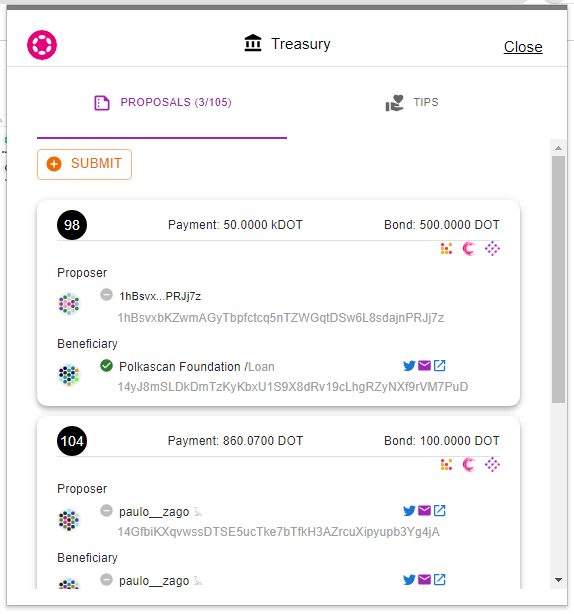 Treasury
Close
PROPOSALS (3/105)
TIPS
SUBMIT
98
Payment: 50.0000 kDOT
Bond: 500.0000 DOT
Proposer
1hBsvx...PRJj7z
1hBsvxbKZwmAGyTbpfctcq5nTZWGqtDSw6L8sdajnPRJj7z
Beneficiary
Polkascan Foundation /Loan
14yJ8mSLDkDmTzKyKbxU1S9X8dRv19cLhgRZyNXf9rVM7PuD
104
Payment: 860.0700 DOT
Bond: 100.0000 DOT
Proposer
paulo__zago
14GfbiKXqvwssDTSE5ucTke7bTfkH3AZrcuXipyupb3Yg4jA
Beneficiary
paulo__zago